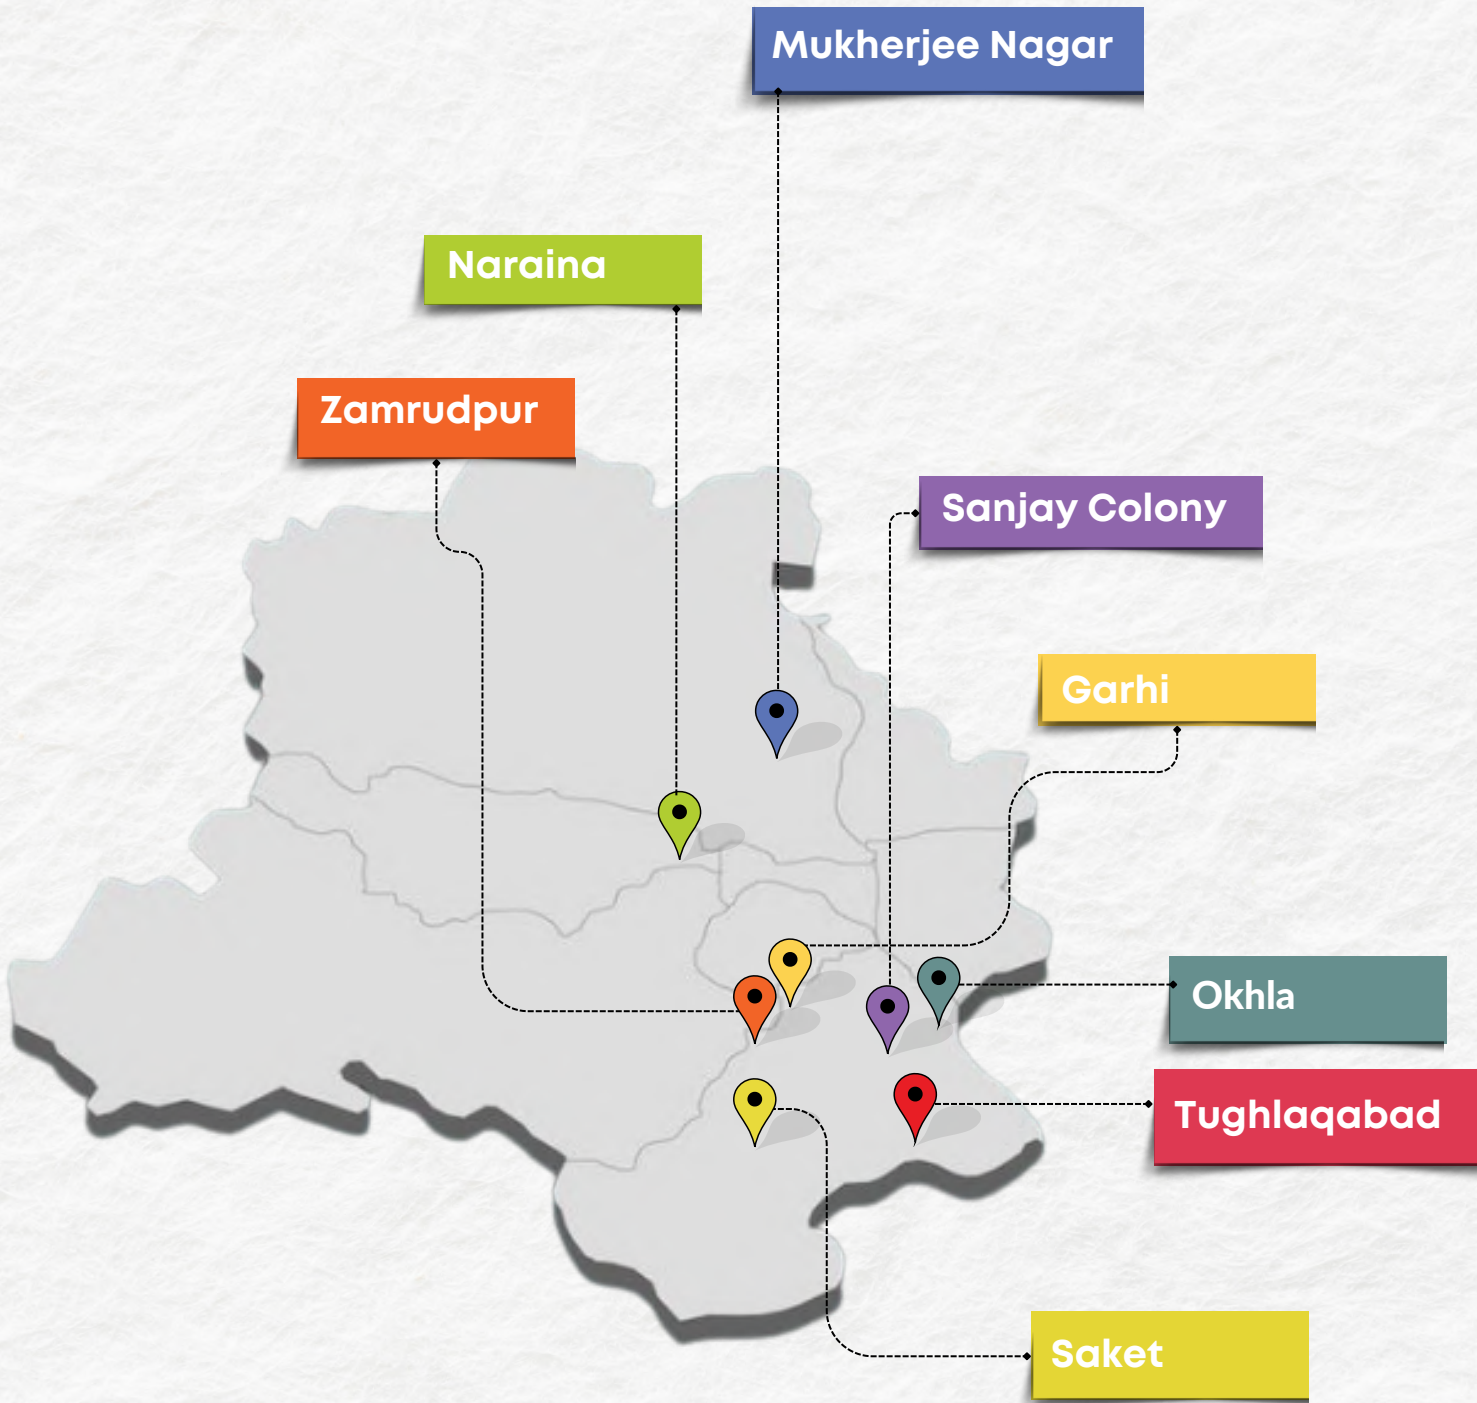 Mukherjee Nagar
Naraina
Zamrudpur
Sanjay Colony
Garhi
Okhla
Tughlaqabad
Saket